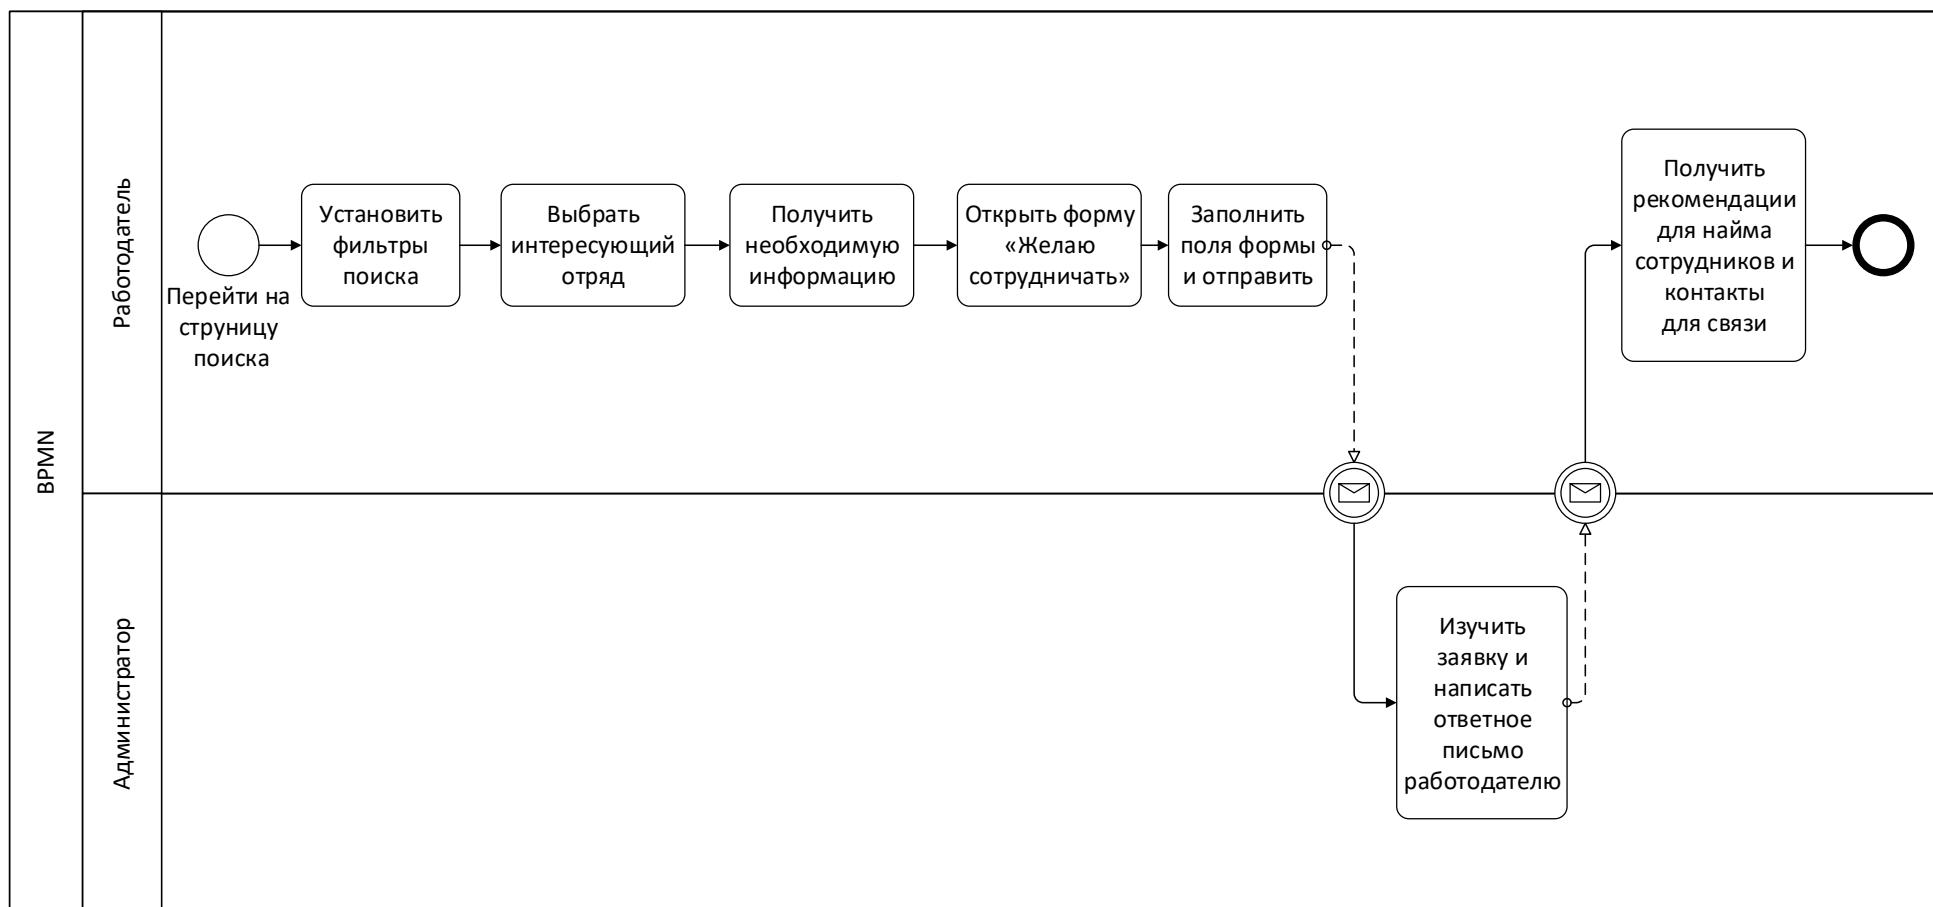 BPMN
Работодатель
Перейти на
струницу
поиска
Установить
фильтры
поиска
Выбрать
интересующий
отряд
Получить
необходимую
информацию
Открыть форму
«Желаю
сотрудничать»
Заполнить
поля формы
и отправить
Получить
рекомендации
для найма
сотрудников и
контакты
для связи
Администратор
Изучить
заявку и
написать
ответное
письмо
работодателю